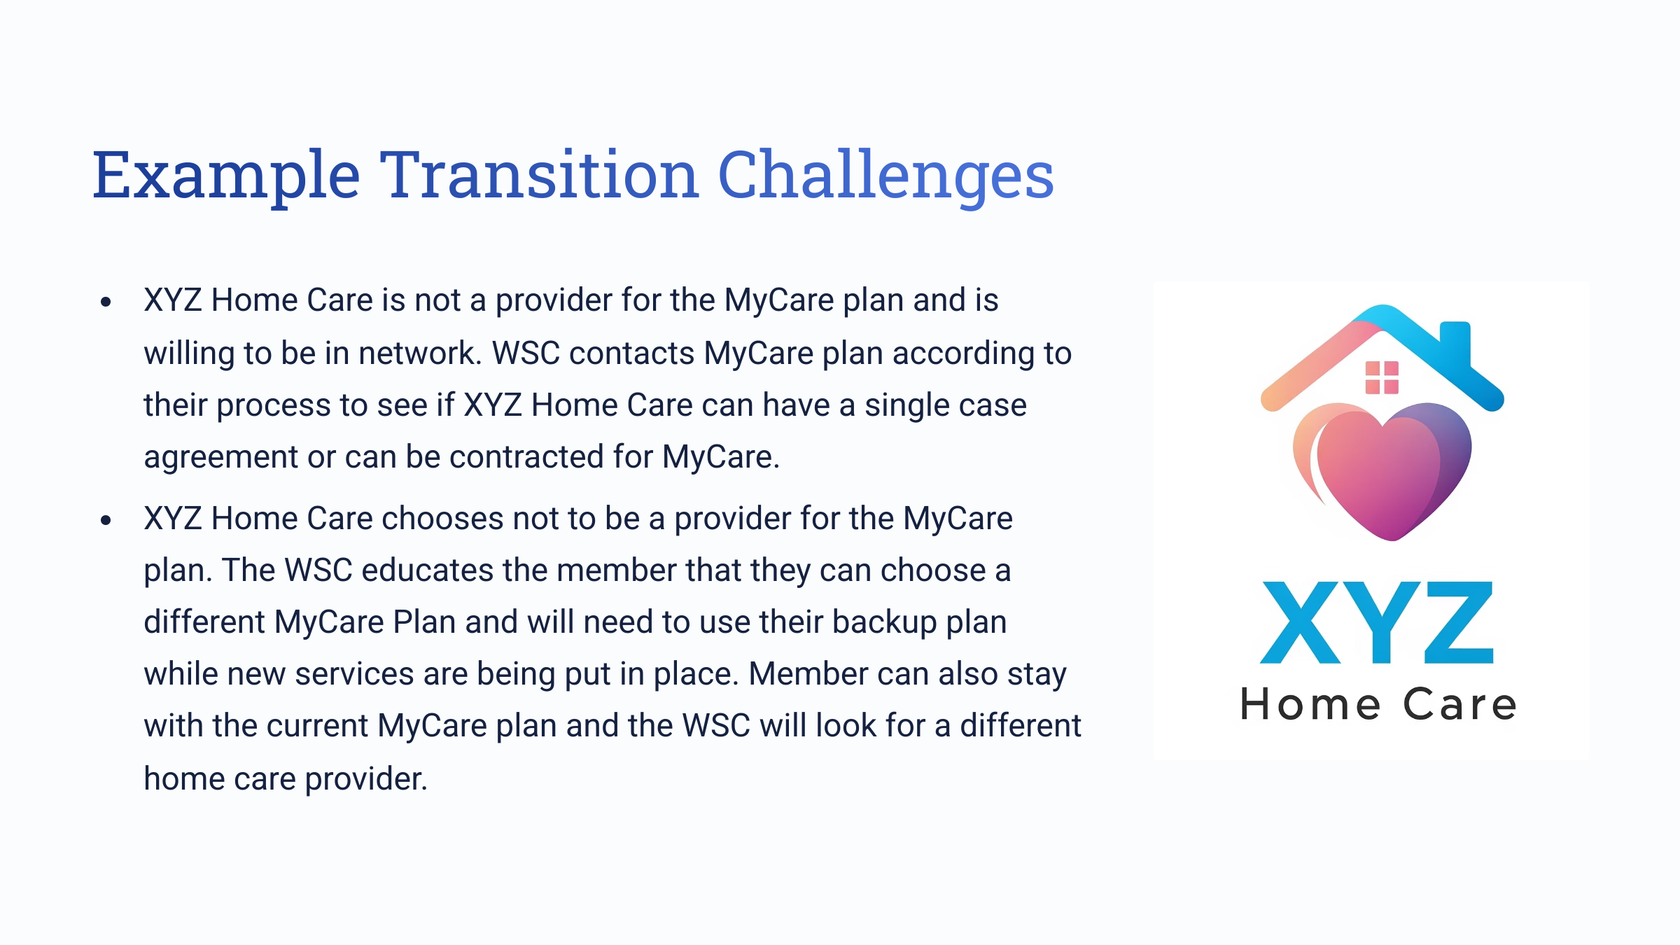 Example Transition Challenges
• XYZ Home Care is not a provider for the MyCare plan and is
willing to be in network. WSC contacts MyCare plan according to
their process to see if XYZ Home Care can have a single case
agreement or can be contracted for MyCare.
• XYZ Home Care chooses not to be a provider for the MyCare
plan. The WSC educates the member that they can choose a
different MyCare Plan and will need to use their backup plan
while new services are being put in place. Member can also stay
with the current MyCare plan and the WSC will look for a different
home care provider.
XYZ
Home Care